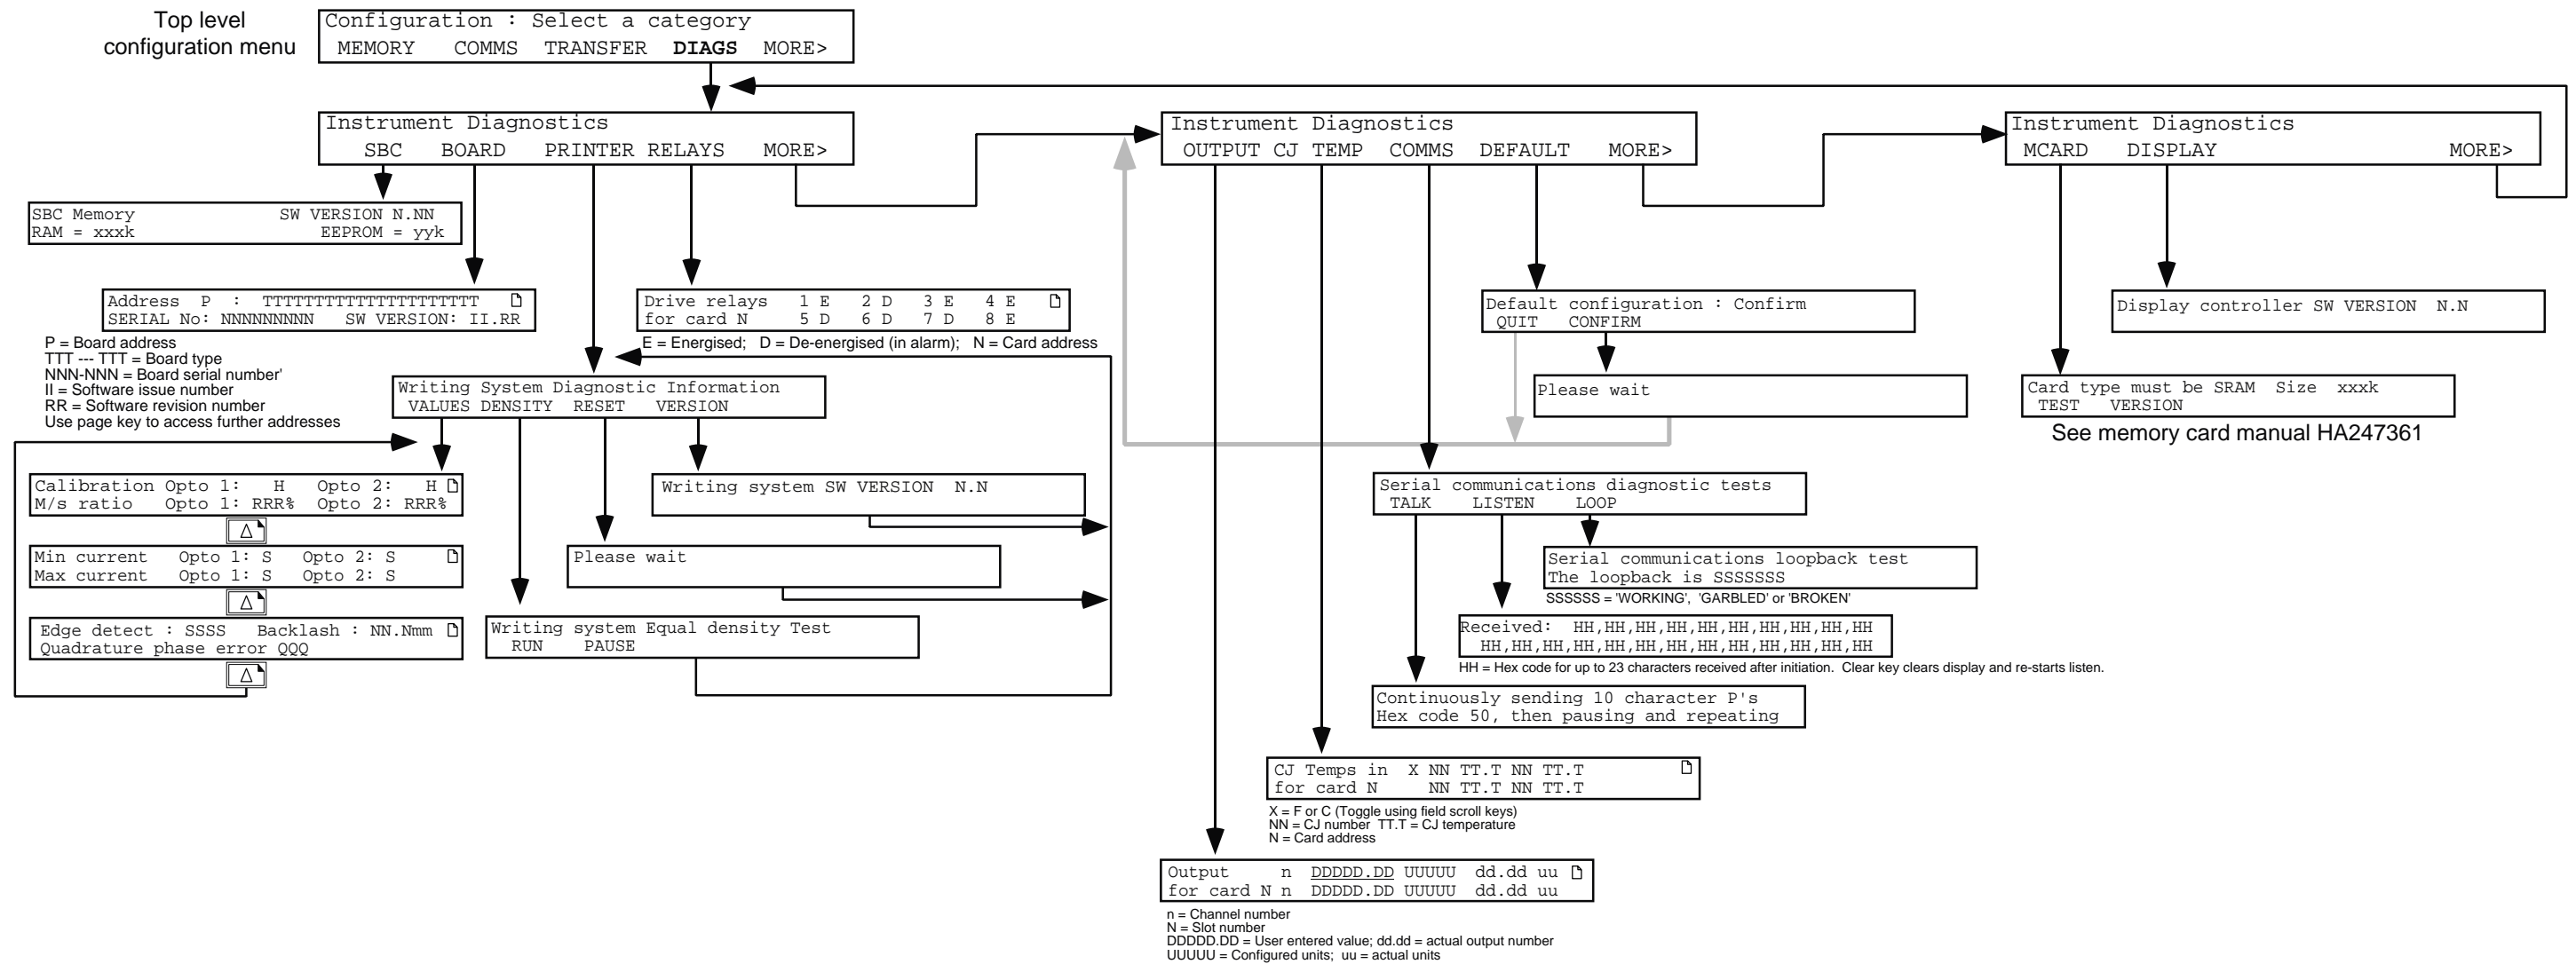 Top level
configuration menu
Configuration : Select a category
MEMORY COMMS TRANSFER DIAGS MORE>
Instrument Diagnostics
SBC BOARD PRINTER RELAYS MORE>
Instrument Diagnostics
OUTPUT CJ TEMP COMMS DEFAULT MORE>
Instrument Diagnostics
MCARD DISPLAY MORE>
SBC Memory SW VERSION N.NN
RAM = xxxk EEPROM = yyk
Address P : TTTTTTTTTTTTTTTTTTTTT
SERIAL No: NNNNNNNNN SW VERSION: II.RR
P = Board address
TTT --- TTT = Board type
NNN-NNN = Board serial number'
II = Software issue number
RR = Software revision number
Use page key to access further addresses
Drive relays 1 E 2 D 3 E 4 E
for card N 5 D 6 D 7 D 8 E
E = Energised; D = De-energised (in alarm); N = Card address
Writing System Diagnostic Information
VALUES DENSITY RESET VERSION
Calibration Opto 1: H Opto 2: H
M/s ratio Opto 1: RRR% Opto 2: RRR%
Min current Opto 1: S Opto 2: S
Max current Opto 1: S Opto 2: S
Edge detect : SSSS Backlash : NN.Nmm
Quadrature phase error QQQ
Writing system SW VERSION N.N
Please wait
Writing system Equal density Test
RUN PAUSE
Default configuration : Confirm
QUIT CONFIRM
Please wait
Display controller SW VERSION N.N
Card type must be SRAM Size xxxk
TEST VERSION
See memory card manual HA247361
Serial communications diagnostic tests
TALK LISTEN LOOP
Serial communications loopback test
The loopback is SSSSSSS
SSSSSS = 'WORKING', 'GARBLED' or 'BROKEN'
Received: HH,HH,HH,HH,HH,HH,HH,HH,HH,HH
HH,HH,HH,HH,HH,HH,HH,HH,HH,HH,HH,HH,HH
HH = Hex code for up to 23 characters received after initiation. Clear key clears display and re-starts listen.
Continuously sending 10 character P's
Hex code 50, then pausing and repeating
CJ Temps in X NN TT.T NN TT.T
for card N NN TT.T NN TT.T
X = F or C (Toggle using field scroll keys)
NN = CJ number TT.T = CJ temperature
N = Card address
Output n DDDDD.DD UUUUU dd.dd uu
for card N n DDDDD.DD UUUUU dd.dd uu
n = Channel number
N = Slot number
DDDDD.DD = User entered value; dd.dd = actual output number
UUUUU = Configured units; uu = actual units